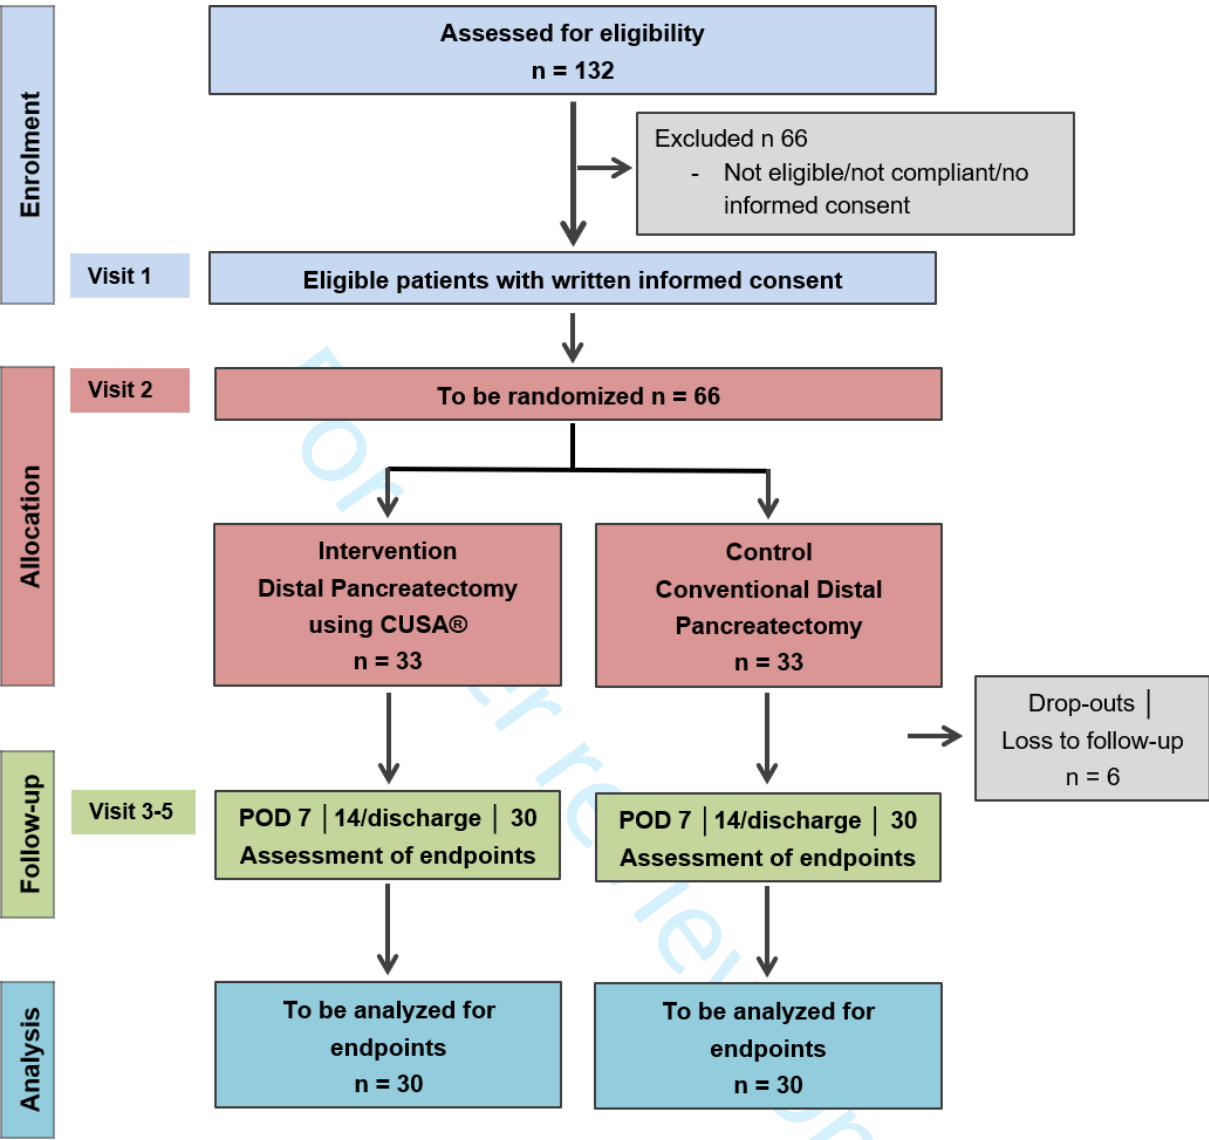 Enrolment
Assessed for eligibility
n = 132
Excluded n 66
- Not eligible/not compliant/no
informed consent
Visit 1
Eligible patients with written informed consent
Allocation
Visit 2
To be randomized n = 66
Intervention
Distal Pancreatectomy
using CUSA®
n = 33
Control
Conventional Distal
Pancreatectomy
n = 33
Drop-outs │
Loss to follow-up
n = 6
Follow-up
Visit 3-5
POD 7 │14/discharge │ 30
Assessment of endpoints
POD 7 │14/discharge │ 30
Assessment of endpoints
Analysis
To be analyzed for
endpoints
n = 30
To be analyzed for
endpoints
n = 30